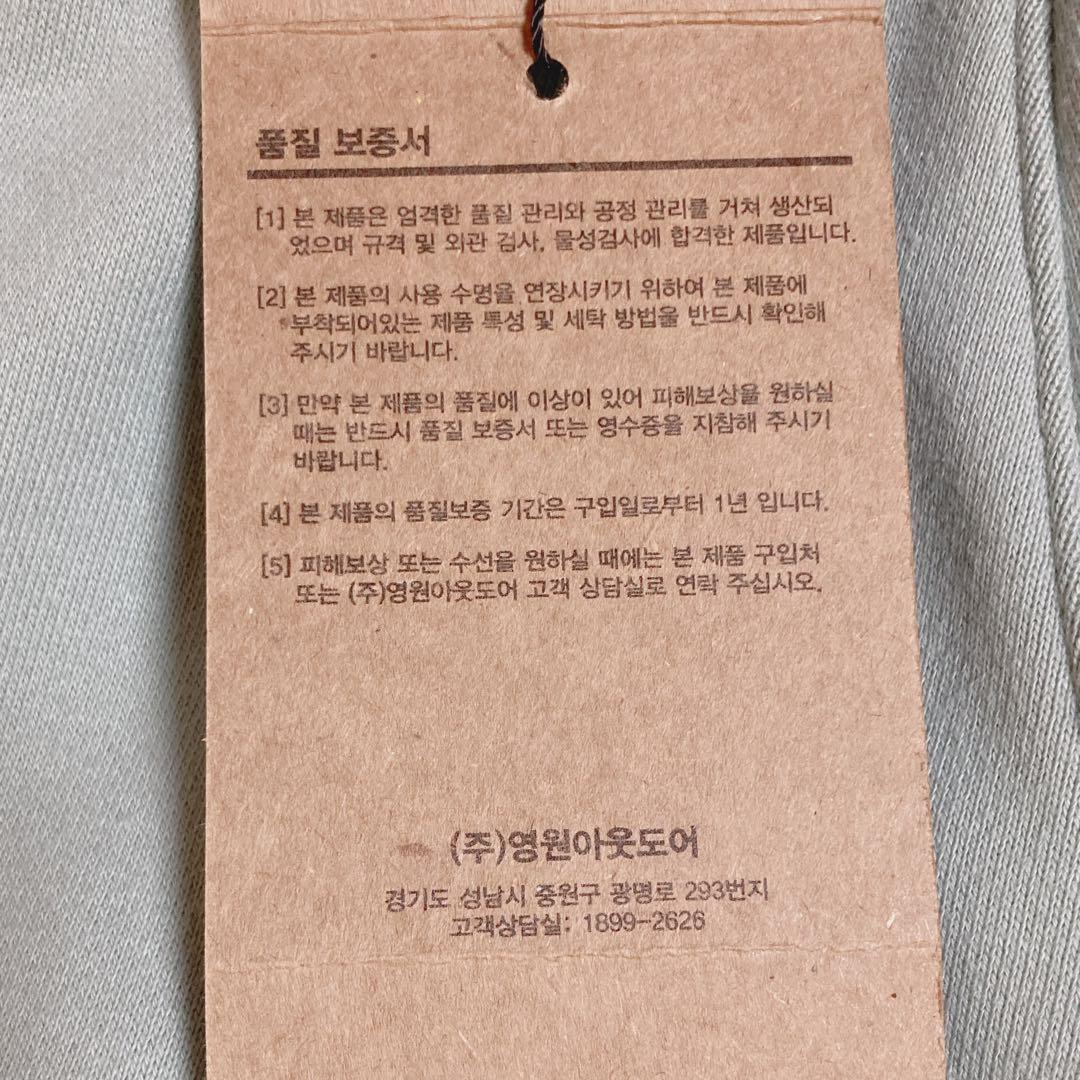 품질 보증서
[1] 본 제품은 엄격한 품질 관리와 공정 관리를 거쳐 생산되
었으며 규격 및 외관 검사, 물성검사에 합격한 제품입니다.
[2] 본 제품의 사용 수명을 연장시키기 위하여 본 제품에
부착되어있는 제품 특성 및 세탁 방법을 반드시 확인해
주시기 바랍니다.
[3] 만약 본 제품의 품질에 이상이 있어 피해보상을 원하실
때는 반드시 품질 보증서 또는 영수증을 지참해 주시기
바랍니다.
[4] 본 제품의 품질보증 기간은 구입일로부터 1년 입니다.
[5] 피해보상 또는 수선을 원하실 때에는 본 제품 구입처
또는 (주)영원아웃도어 고객 상담실로 연락 주십시오.
(주)영원아웃도어
경기도 성남시 중원구 광명로 293번지
고객상담실: 1899-2626